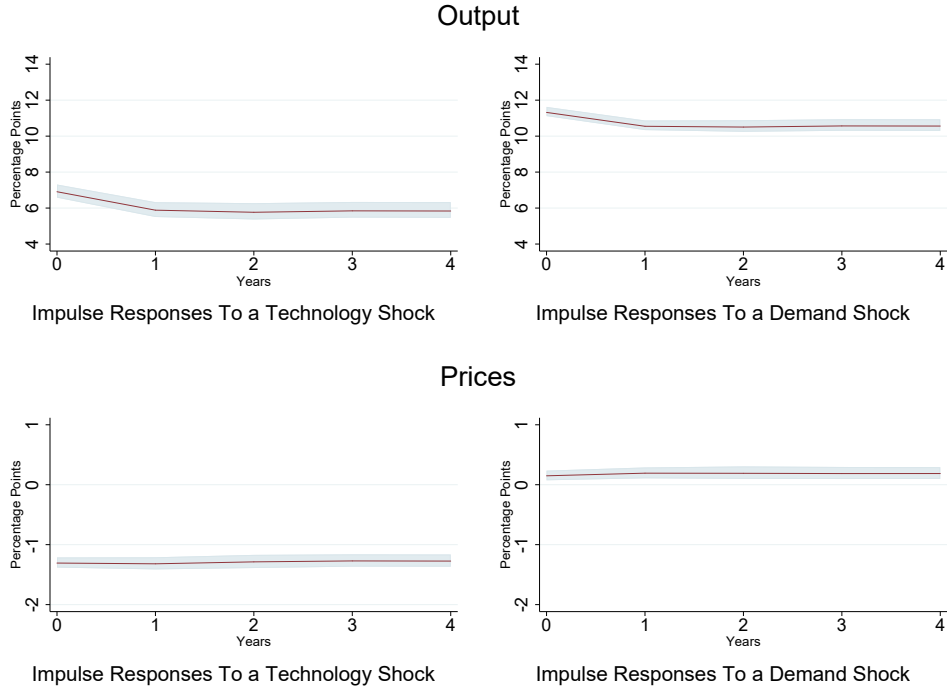 Output
14
12
10
8
6
4
Percentage Points
0 1 2 3 4
Years
Impulse Responses To a Technology Shock
14
12
10
8
6
4
Percentage Points
0 1 2 3 4
Years
Impulse Responses To a Demand Shock
Prices
1
0
-1
-2
Percentage Points
0 1 2 3 4
Years
Impulse Responses To a Technology Shock
1
0
-1
-2
Percentage Points
0 1 2 3 4
Years
Impulse Responses To a Demand Shock